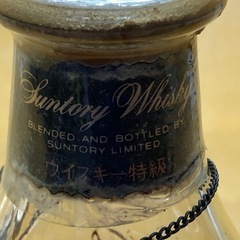 Suntory Whisky
BLENDED AND BOTTLED BY
SUNTORY LIMITED
ウイスキー特級